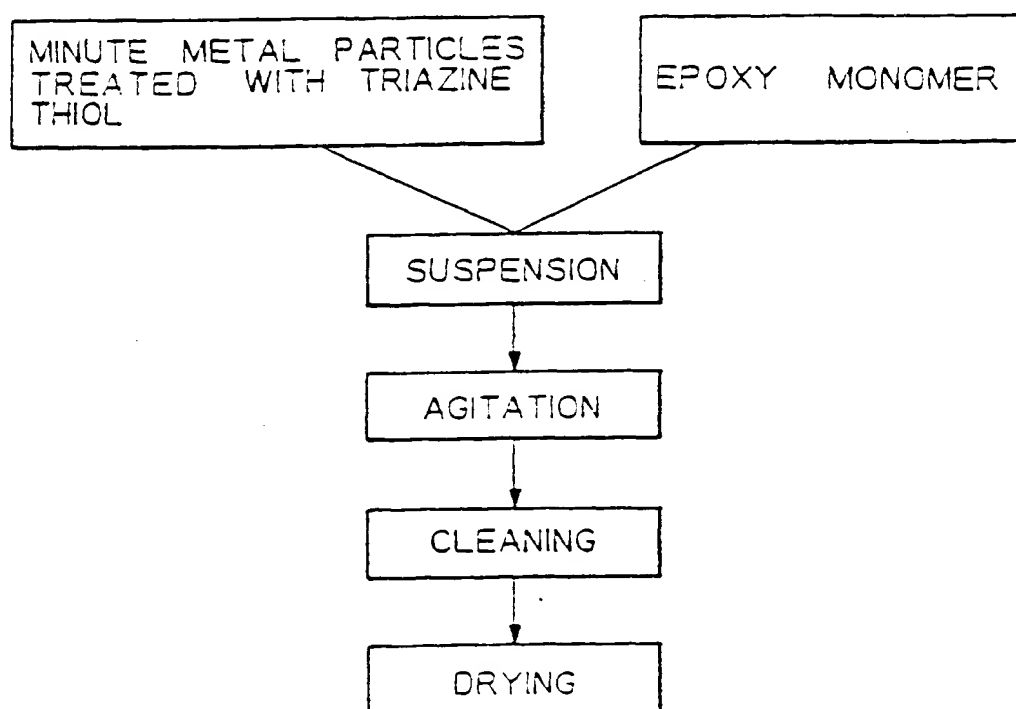 MINUTE METAL PARTICLES
TREATED WITH TRIAZINE
THIOL
EPOXY MONOMER
SUSPENSION
AGITATION
CLEANING
DRYING